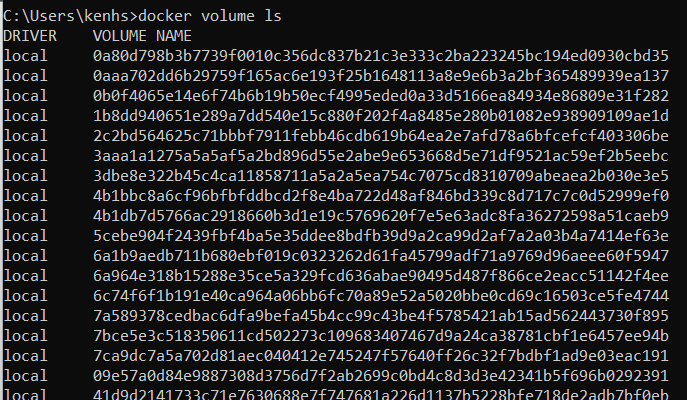 C:\Users\kenhs>docker volume ls
DRIVER    VOLUME NAME
local     0a80d798b3b7739f0010c356dc837b21c3e333c2ba223245bc194ed0930cbd35
local     0aaa702dd6b29759f165ac6e193f25b1648113a8e9e6b3a2bf365489939ea137
local     0b0f4065e14e6f74b6b19b50ecf4995eded0a33d5166ea84934e86809e31f282
local     1b8dd940651e289a7dd540e15c880f202f4a8485e280b01082e938909109ae1d
local     2c2bd564625c71bbbf7911febb46cdb619b64ea2e7afd78a6bfcefcf403306be
local     3aaa1a1275a5a5af5a2bd896d55e2abe9e653668d5e71df9521ac59ef2b5eebc
local     3dbe8e322b45c4ca11858711a5a2a5ea754c7075cd8310709abeaea2b030e3e5
local     4b1bbc8a6cf96bfbfddbcd2f8e4ba722d48af846bd339c8d717c7c0d52999ef0
local     4b1db7d5766ac2918660b3d1e19c5769620f7e5e63adc8fa36272598a51caeb9
local     5cebe904f2439fbf4ba5e35ddee8bdfb39d9a2ca99d2af7a2a03b4a7414ef63e
local     6a1b9aedb711b680ebf019c0323262d61fa45799adf71a9769d96aeee60f5947
local     6a964e318b15288e35ce5a329fcd636abae90495d487f866ce2eacc51142f4ee
local     6c74f6f1b191e40ca964a06bb6fc70a89e52a5020bbe0cd69c16503ce5fe4744
local     7a589378cedbac6dfa9befa45b4cc99c43be4f5785421ab15ad562443730f895
local     7bce5e3c518350611cd502273c109683407467d9a24ca38781cbf1e6457ee94b
local     7ca9dc7a5a702d81aec040412e745247f57640ff26c32f7bdbf1ad9e03eac191
local     09e57a0d84e9887308d3756d7f2ab2699c0bd4c8d3d3e42341b5f696b0292391
local     41d9d2141733c71e7630688e7f747681a226d1137b5228bfe718de2adb7bf0eb